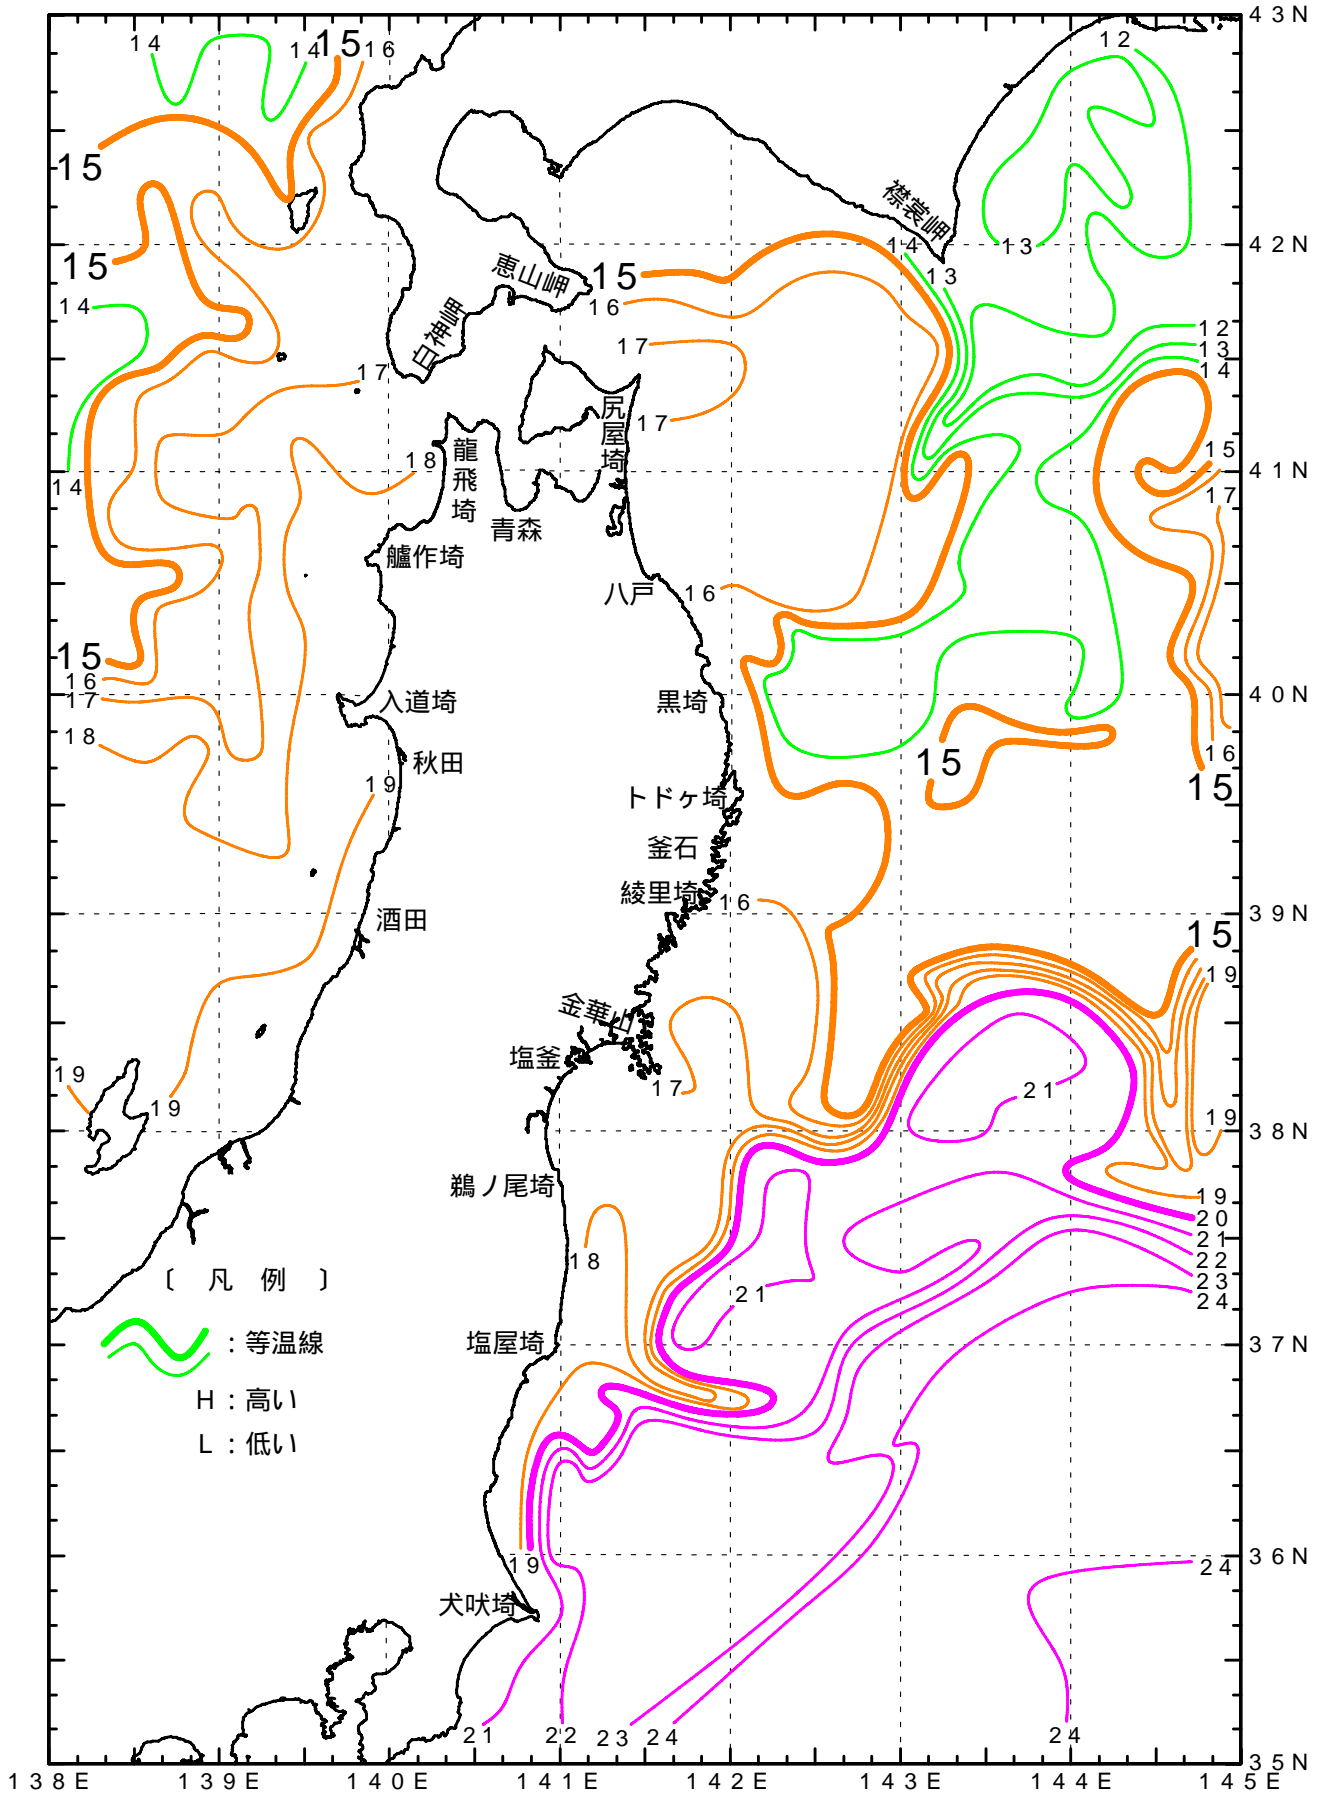 43N
14
14
15
16
12
15
襟裳岬
14
13
13
42N
15
恵山岬
15
16
14
白神岬
12
13
14
17
17
尻屋埼
17
15
18
龍飛埼
41N
14
17
青森
艫作埼
八戸
16
15
16
17
入道埼
黒埼
40N
18
秋田
15
16
19
トドヶ埼
15
釜石
綾里埼
16
酒田
39N
15
19
金華山
塩釜
19
17
21
19
19
38N
鵜ノ尾埼
19
20
21
18
22
〔 凡 例 〕
23
21
24
:等温線
塩屋埼
37N
H:高い
L:低い
19
36N
24
犬吠埼
21
22
23
24
24
35N
138E
139E
140E
141E
142E
143E
144E
145E